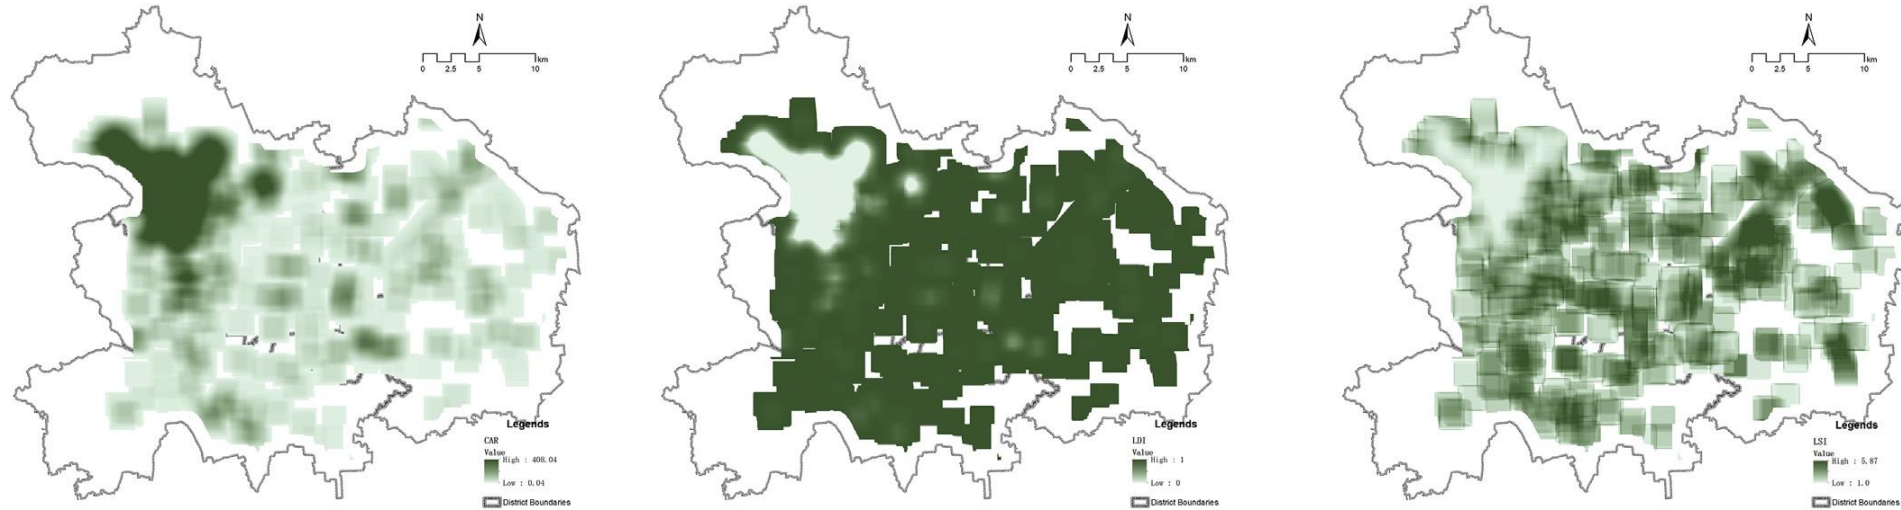 N
km
0 2.5 5 10
Legends
CAR
Value
High : 408.04
Low : 0.04
District Boundaries
N
km
0 2.5 5 10
Legends
LDI
Value
High : 1
Low : 0
District Boundaries
N
km
0 2.5 5 10
Legends
LSI
Value
High : 5.87
Low : 1.0
District Boundaries